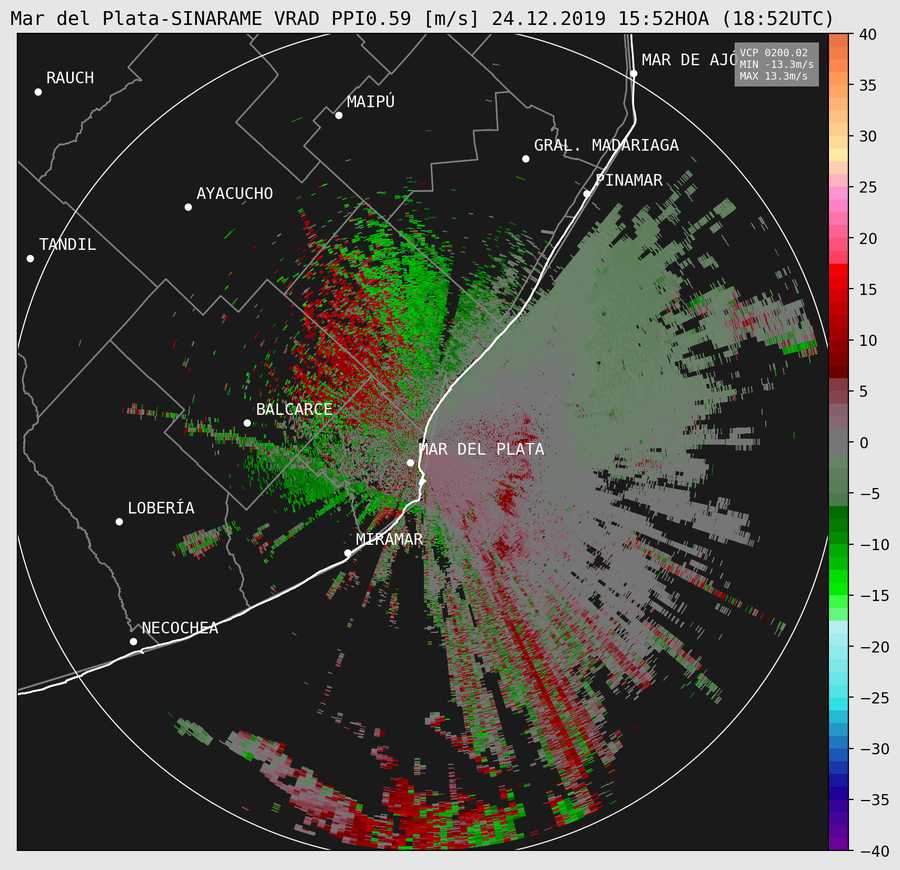 Mar del Plata-SINARAME VRAD PPI0.59 [m/s] 24.12.2019 15:52HOA (18:52UTC)
VCP 0200.02
MIN -13.3m/s
MAX 13.3m/s
MAR DE AJÓ
RAUCH
MAIPÚ
GRAL. MADARIAGA
PINAMAR
AYACUCHO
TANDIL
BALCARCE
MAR DEL PLATA
LOBERÍA
MIRAMAR
NECOCHEA
40
35
30
25
20
15
10
5
0
−5
−10
−15
−20
−25
−30
−35
−40